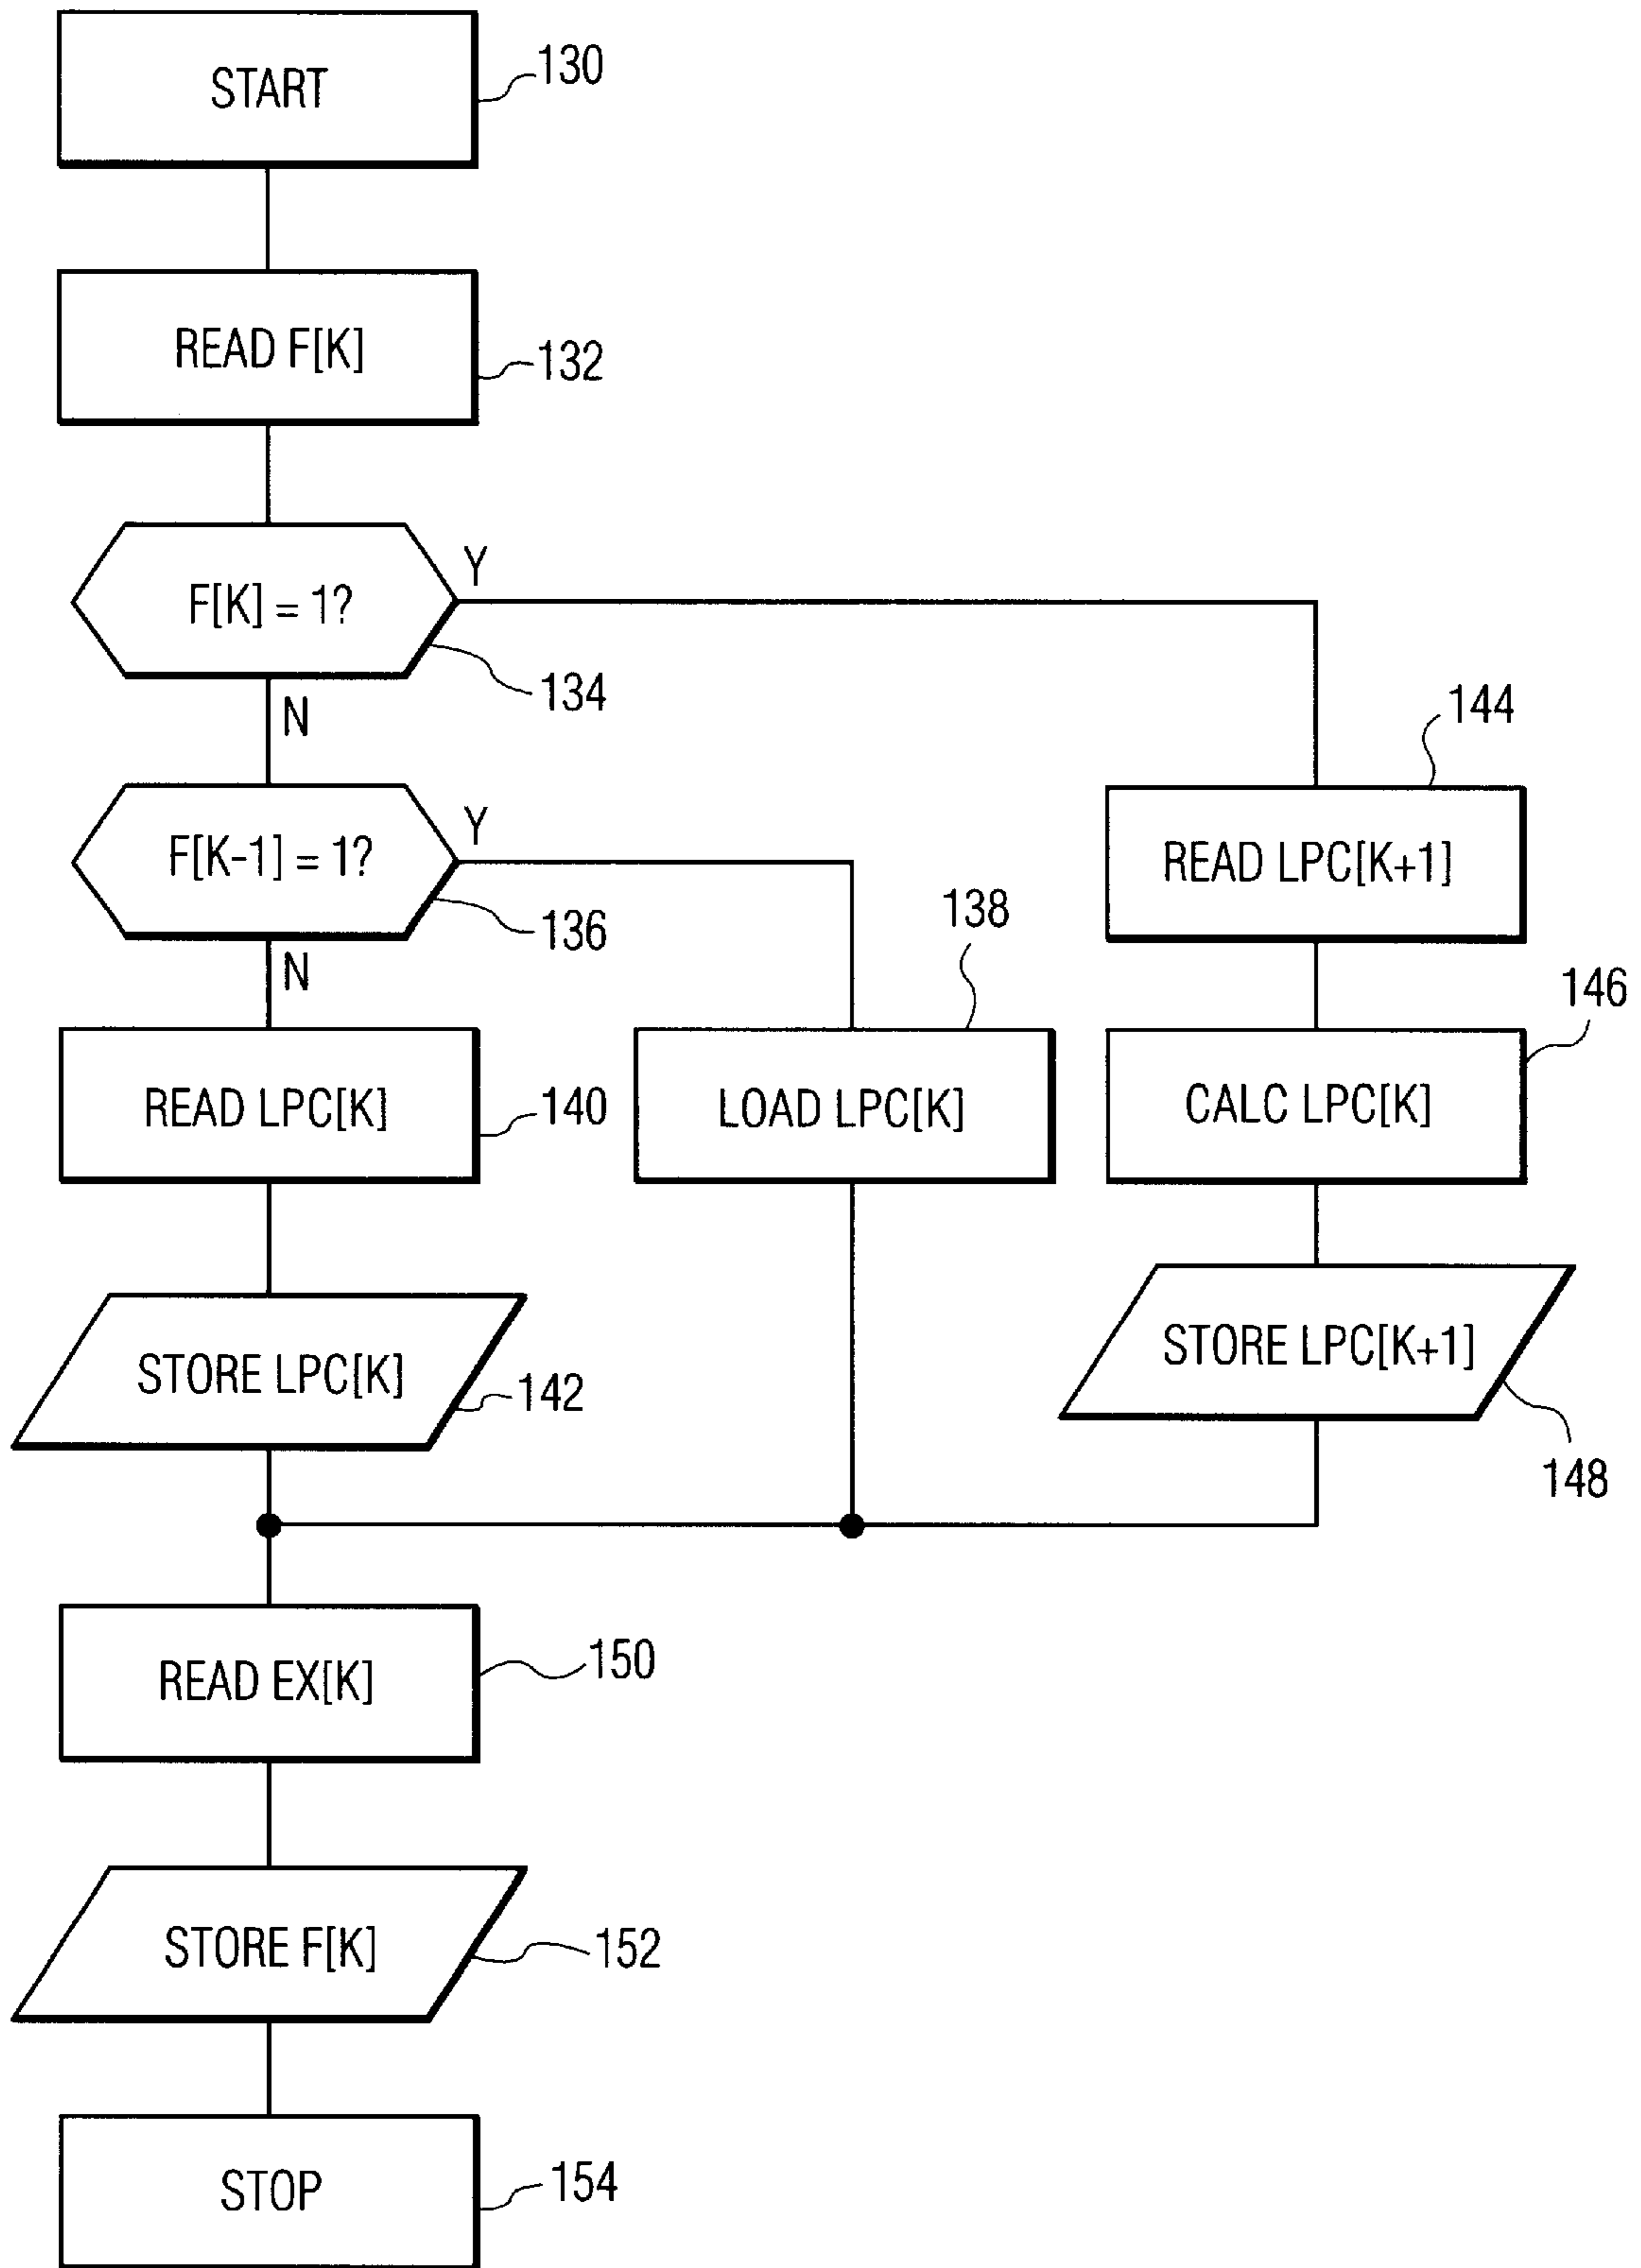 START
130
READ F[K]
132
F[K] = 1?
Y
134
N
144
F[K-1] = 1?
Y
READ LPC[K+1]
138
136
N
146
READ LPC[K]
140
LOAD LPC[K]
CALC LPC[K]
STORE LPC[K+1]
STORE LPC[K]
142
148
READ EX[K]
150
STORE F[K]
152
STOP
154